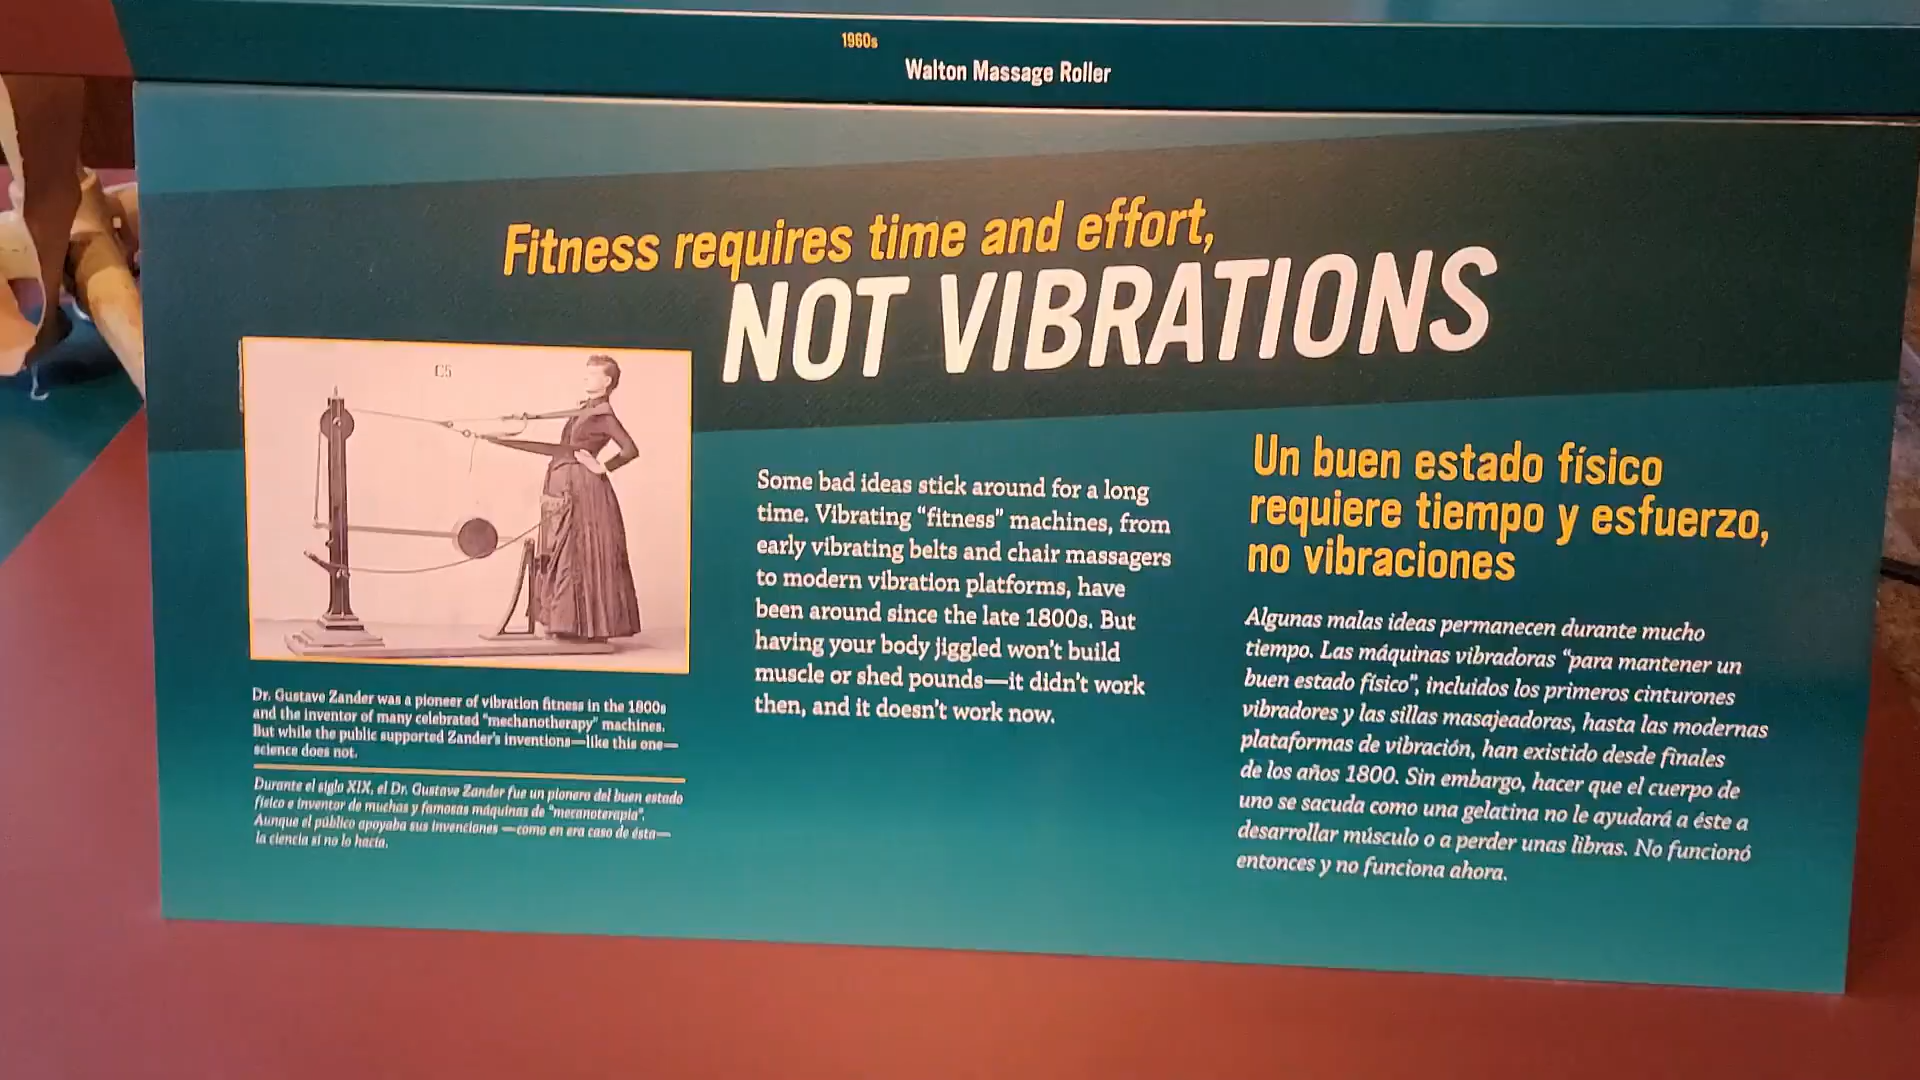 1960s
Walton Massage Roller
Fitness requires time and effort,
NOT VIBRATIONS
C5
Dr. Gustave Zander was a pioneer of vibration fitness in the 1800s
and the inventor of many celebrated "mechanotherapy" machines.
But while the public supported Zander's inventions—like this one—
science does not.
Durante el siglo XIX, el Dr. Gustave Zander fue un pionero del buen estado
físico e inventor de muchas y famosas máquinas de "mecanoterapia".
Aunque el público apoyaba sus invenciones —como en era caso de ésta—
la ciencia si no lo hacía.
Some bad ideas stick around for a long
time. Vibrating “fitness” machines, from
early vibrating belts and chair massagers
to modern vibration platforms, have
been around since the late 1800s. But
having your body jiggled won't build
muscle or shed pounds—it didn't work
then, and it doesn't work now.
Un buen estado físico
requiere tiempo y esfuerzo,
no vibraciones
Algunas malas ideas permanecen durante mucho
tiempo. Las máquinas vibradoras “para mantener un
buen estado físico”, incluidos los primeros cinturones
vibradores y las sillas masajeadoras, hasta las modernas
plataformas de vibración, han existido desde finales
de los años 1800. Sin embargo, hacer que el cuerpo de
uno se sacuda como una gelatina no le ayudará a éste a
desarrollar músculo o a perder unas libras. No funcionó
entonces y no funciona ahora.